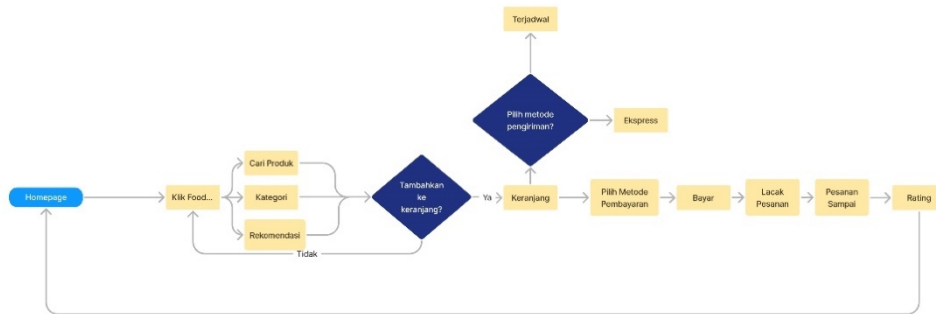 Terjadwal
Pilih metode
pengiriman?
Ekspress
Cari Produk
Homepage
Klik Food...
Kategori
Rekomendasi
Tambahkan
ke
keranjang?
Ya
Tidak
Keranjang
Pilih Metode
Pembayaran
Bayar
Lacak
Pesanan
Pesanan
Sampai
Rating